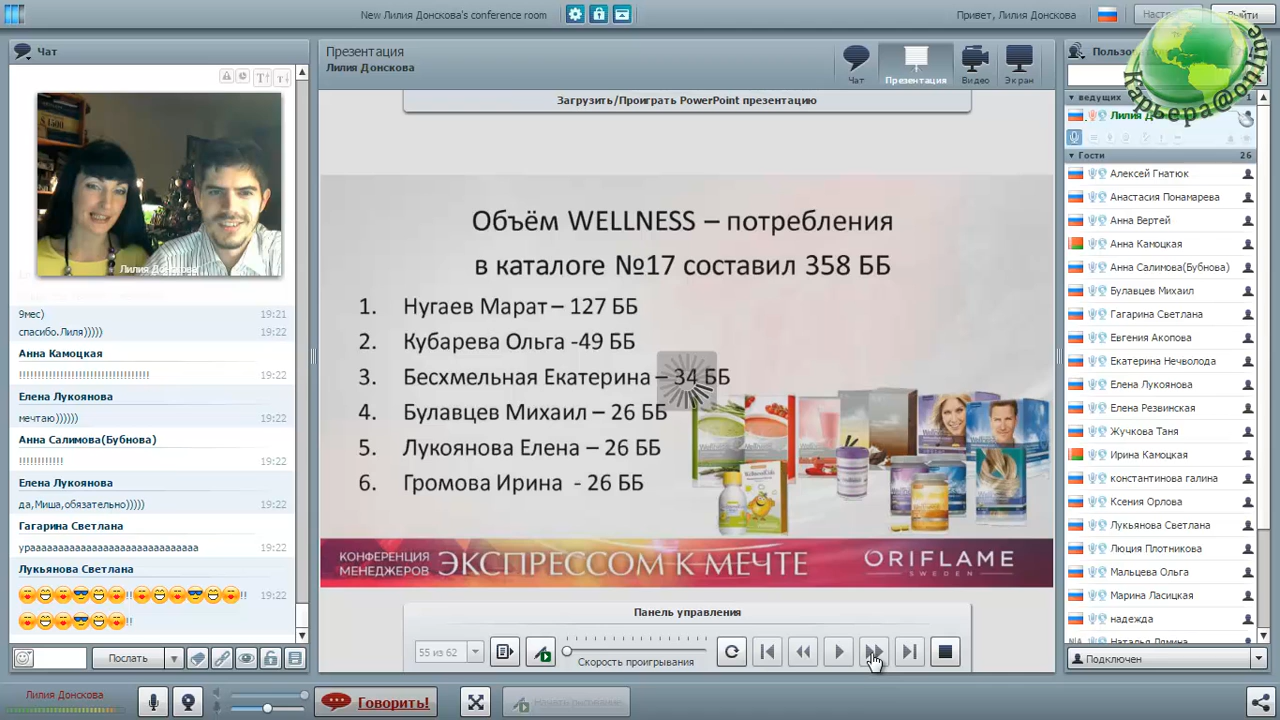 New Лилия Донскова's conference room
Привет, Лилия Донскова
Выйти
Карьера@online
Чат
Лилия Донскова
9мес)
19:21
спасибо.Лиля)))))
19:22
Анна Камоцкая
!!!!!!!!!!!!!!!!!!!!!!!!!!!!!!!!!!
19:22
Елена Лукоянова
мечтаю))))))
19:22
Анна Салимова(Бубнова)
!!!!!!!!!!!!
19:22
Елена Лукоянова
да,Миша,обязательно)))))
19:22
Гагарина Светлана
19:22
Лукьянова Светлана
19:22
Послать
Презентация
Лилия Донскова
Чат
Презентация
Видео
Экран
Загрузить/Проиграть PowerPoint презентацию
Объём WELLNESS – потребления
в каталоге №17 составил 358 ББ
1. Нугаев Марат – 127 ББ
2. Кубарева Ольга -49 ББ
3. Бесхмельная Екатерина – 34 ББ
4. Булавцев Михаил – 26 ББ
5. Лукоянова Елена – 26 ББ
6. Громова Ирина - 26 ББ
КОНФЕРЕНЦИЯ
МЕНЕДЖЕРОВ
ЭКСПРЕССОМ К МЕЧТЕ
ORIFLAME
SWEDEN
Панель управления
55 из 62
Скорость проигрывания
ведущих
1
Гости
26
Алексей Гнатюк
Анастасия Понамарева
Анна Вертей
Анна Камоцкая
Анна Салимова(Бубнова)
Булавцев Михаил
Гагарина Светлана
Евгения Акопова
Екатерина Нечволода
Елена Лукоянова
Елена Резвинская
Жучкова Таня
Ирина Камоцкая
константинова галина
Ксения Орлова
Лукьянова Светлана
Люция Плотникова
Мальцева Ольга
Марина Ласицкая
надежда
Наталья Лямина
Подключен
Лилия Донскова
Говорить!